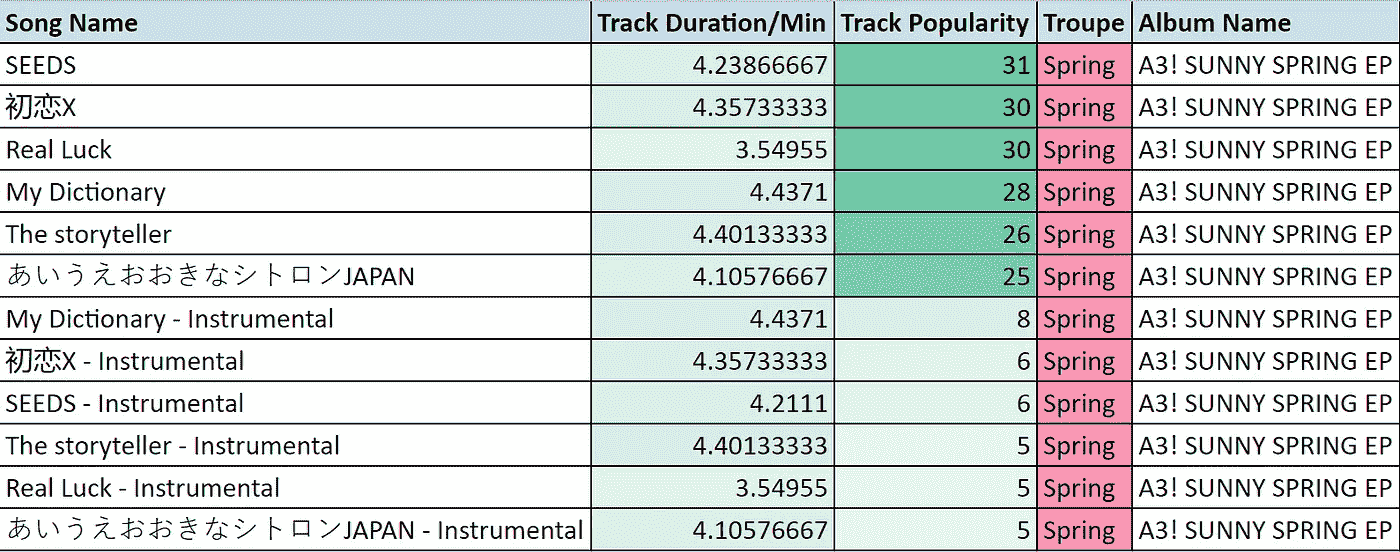 Song Name Track Duration/Min Track Popularity Troupe Album Name
SEEDS 4.23866667 31 Spring A3! SUNNY SPRING EP
初恋X 4.35733333 30 Spring A3! SUNNY SPRING EP
Real Luck 3.54955 30 Spring A3! SUNNY SPRING EP
My Dictionary 4.4371 28 Spring A3! SUNNY SPRING EP
The storyteller 4.40133333 26 Spring A3! SUNNY SPRING EP
あいうえおおきなシトロンJAPAN 4.10576667 25 Spring A3! SUNNY SPRING EP
My Dictionary - Instrumental 4.4371 8 Spring A3! SUNNY SPRING EP
初恋X - Instrumental 4.35733333 6 Spring A3! SUNNY SPRING EP
SEEDS - Instrumental 4.2111 6 Spring A3! SUNNY SPRING EP
The storyteller - Instrumental 4.40133333 5 Spring A3! SUNNY SPRING EP
Real Luck - Instrumental 3.54955 5 Spring A3! SUNNY SPRING EP
あいうえおおきなシトロンJAPAN - Instrumental 4.10576667 5 Spring A3! SUNNY SPRING EP